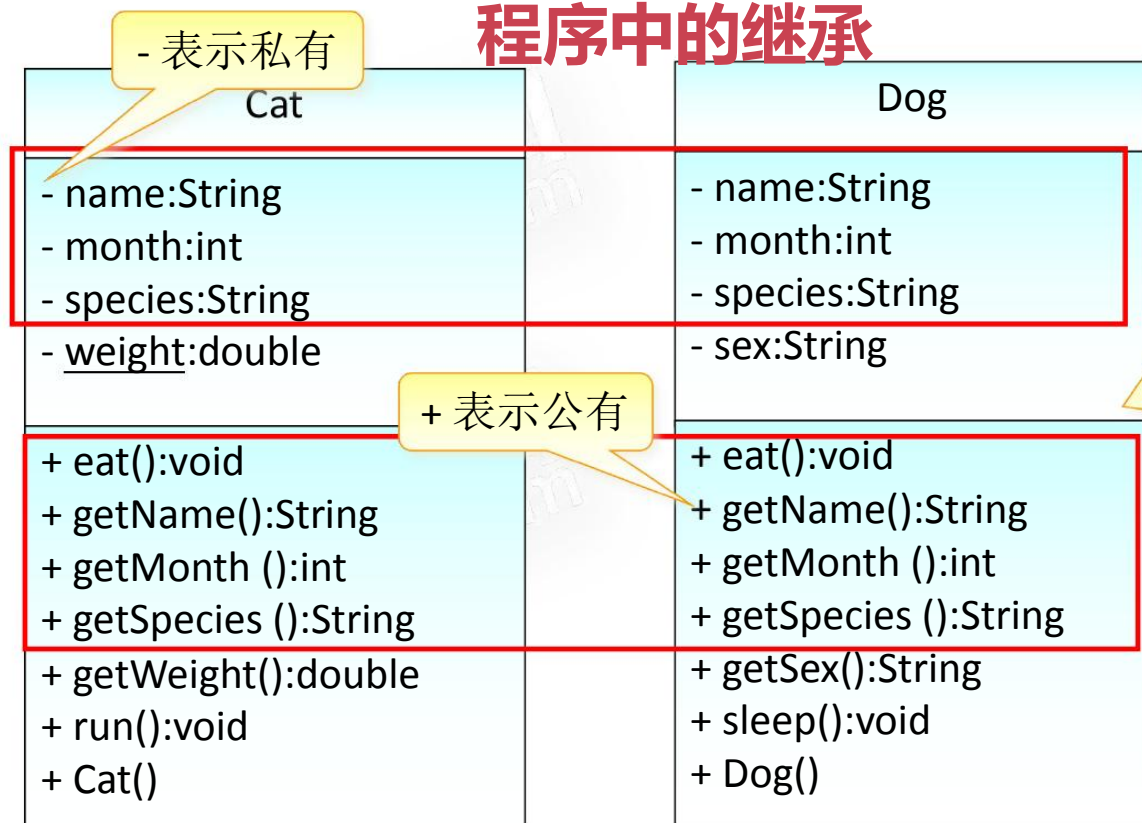 程序中的继承
- 表示私有
Cat
- name:String
- month:int
- species:String
- weight:double
+ 表示公有
+ eat():void
+ getName():String
+ getMonth ():int
+ getSpecies ():String
+ getWeight():double
+ run():void
+ Cat()
Dog
- name:String
- month:int
- species:String
- sex:String
+ eat():void
+ getName():String
+ getMonth ():int
+ getSpecies ():String
+ getSex():String
+ sleep():void
+ Dog()